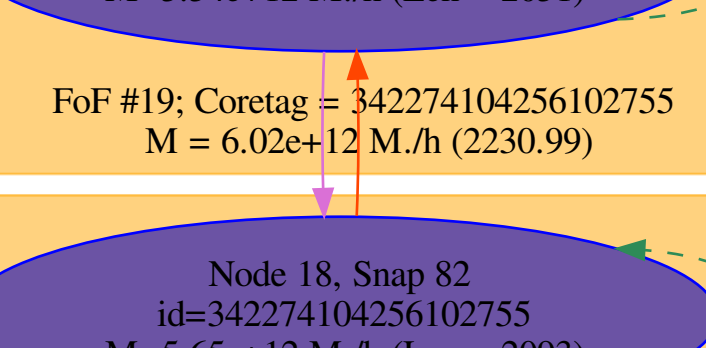 FoF #19; Coretag = 342274104256102755
M = 6.02e+12 M./h (2230.99)
Node 18, Snap 82
id=342274104256102755